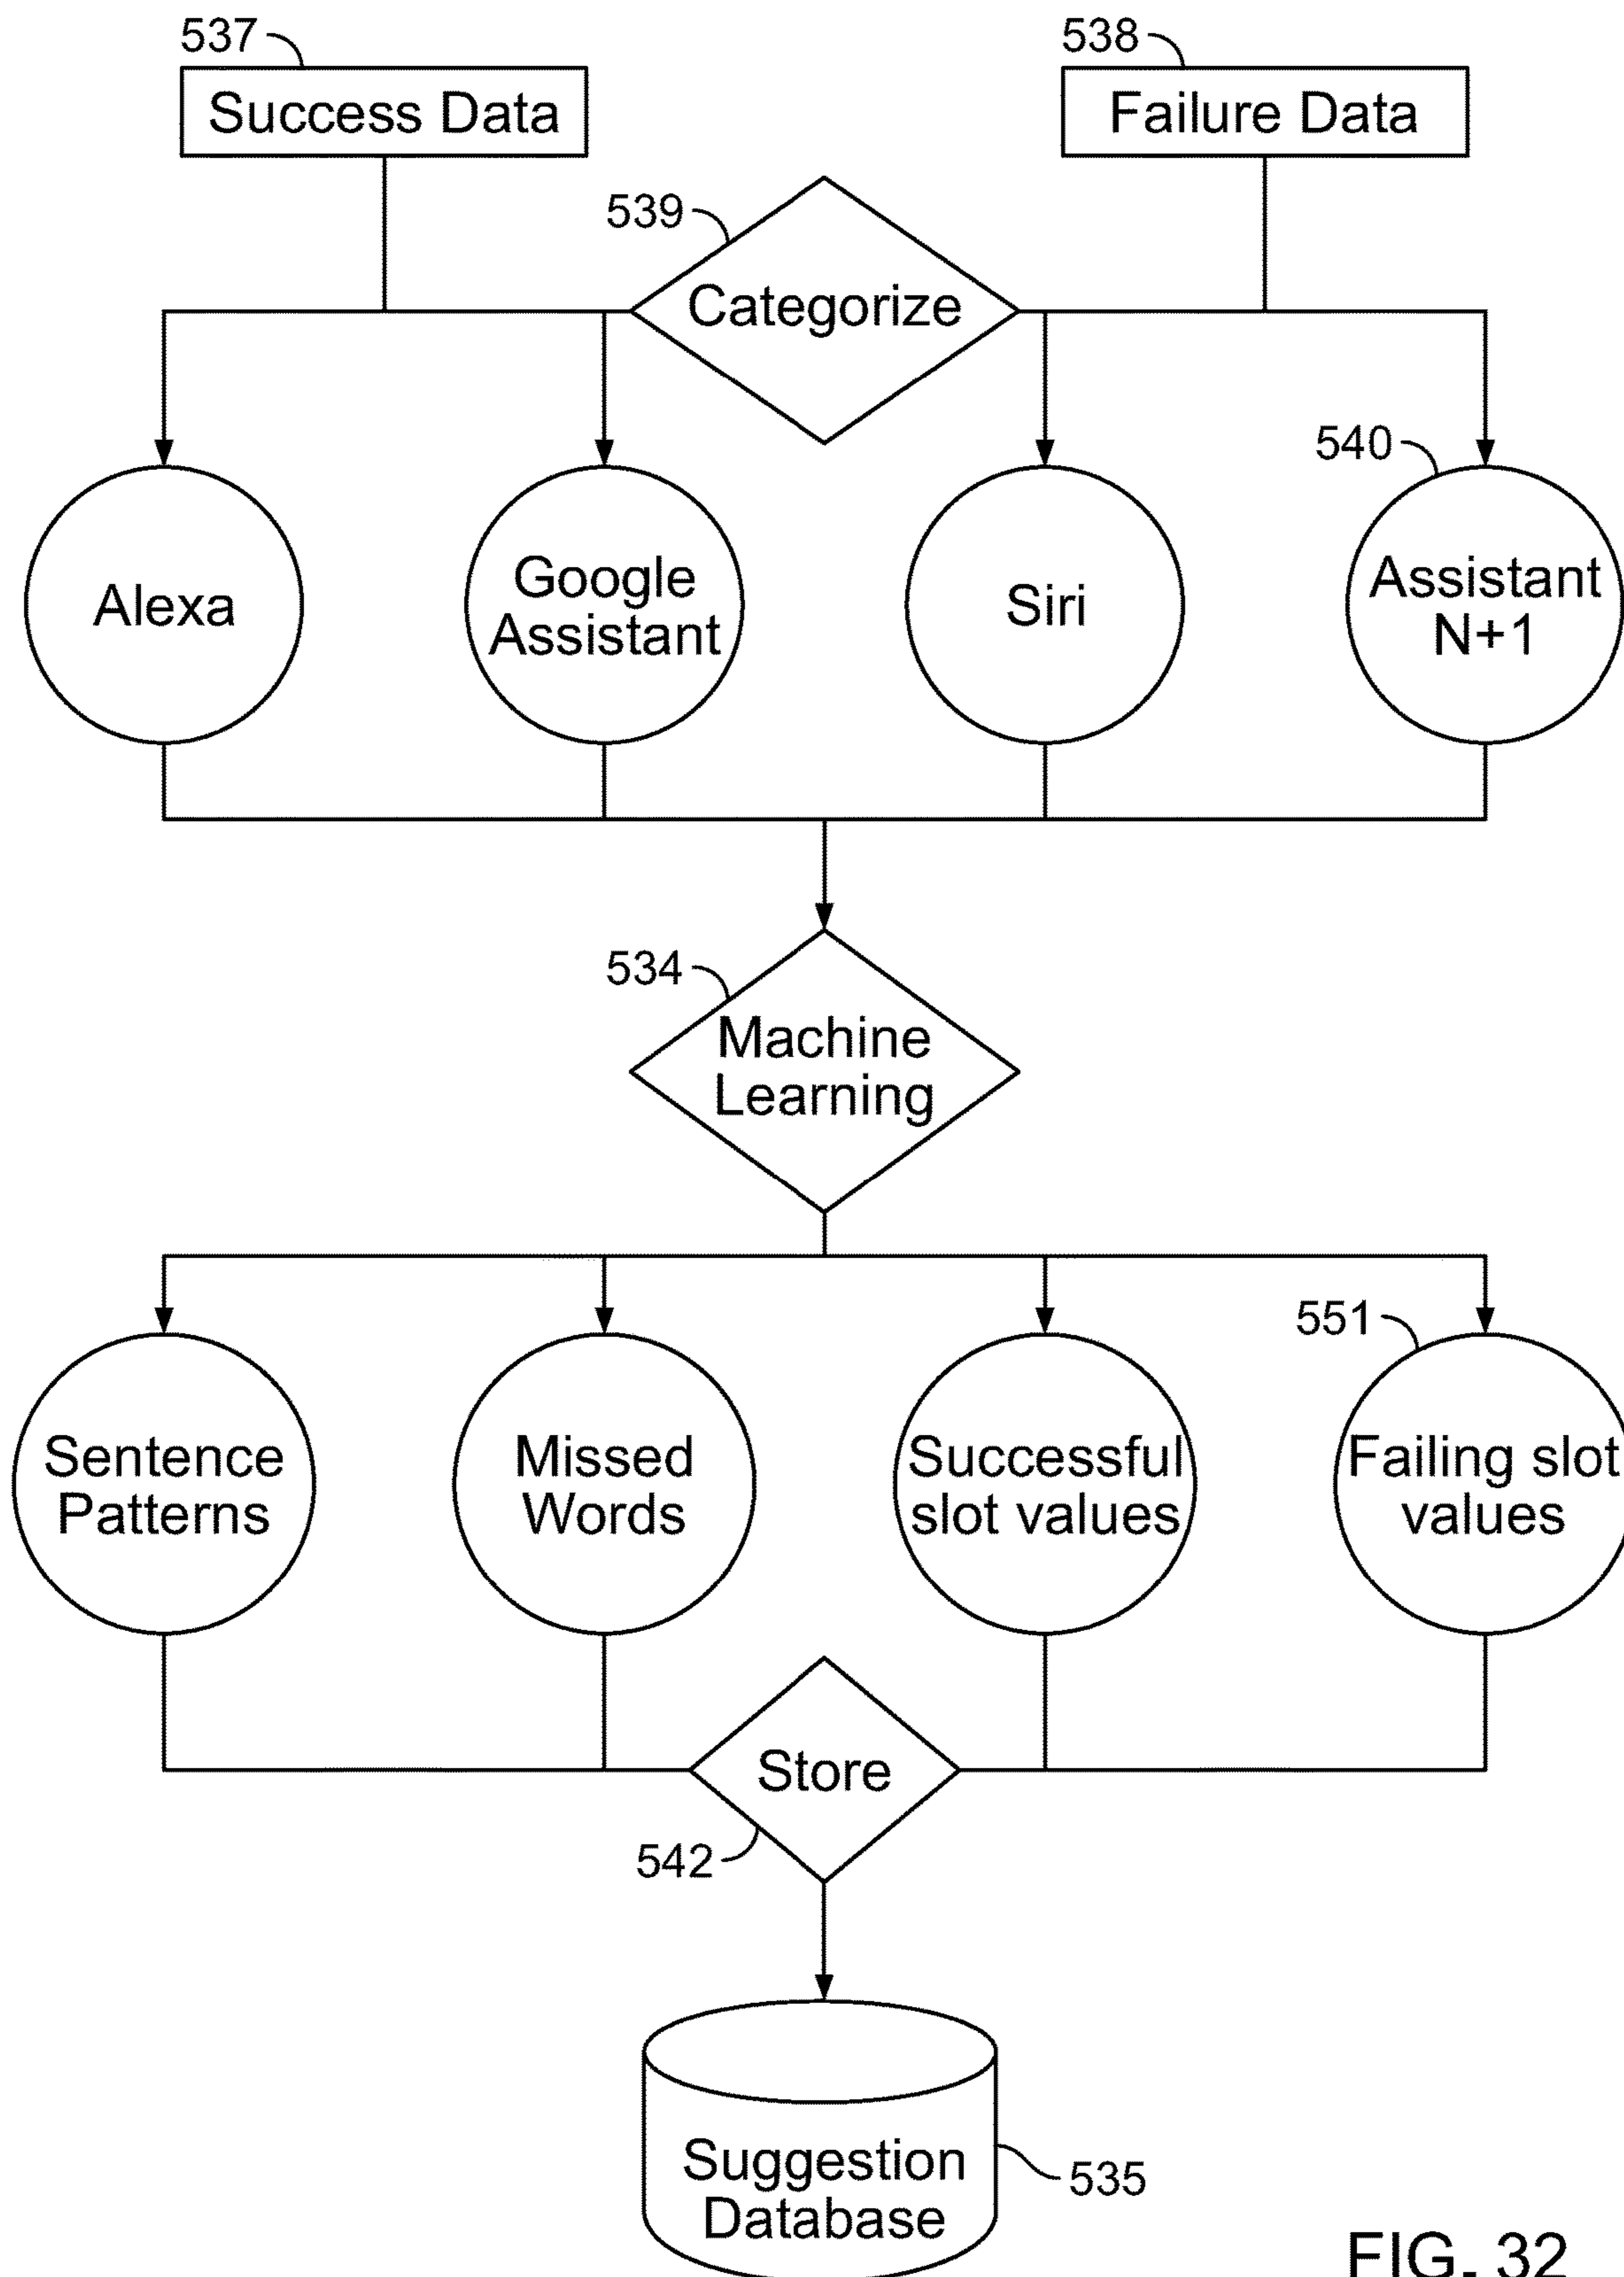 537
538
Success Data
Failure Data
539
Categorize
540
Alexa
Google
Assistant
Siri
Assistant
N+1
534
Machine
Learning
551
Sentence
Patterns
Missed
Words
Successful
slot values
Failing slot
values
Store
542
Suggestion
Database
535
FIG. 32